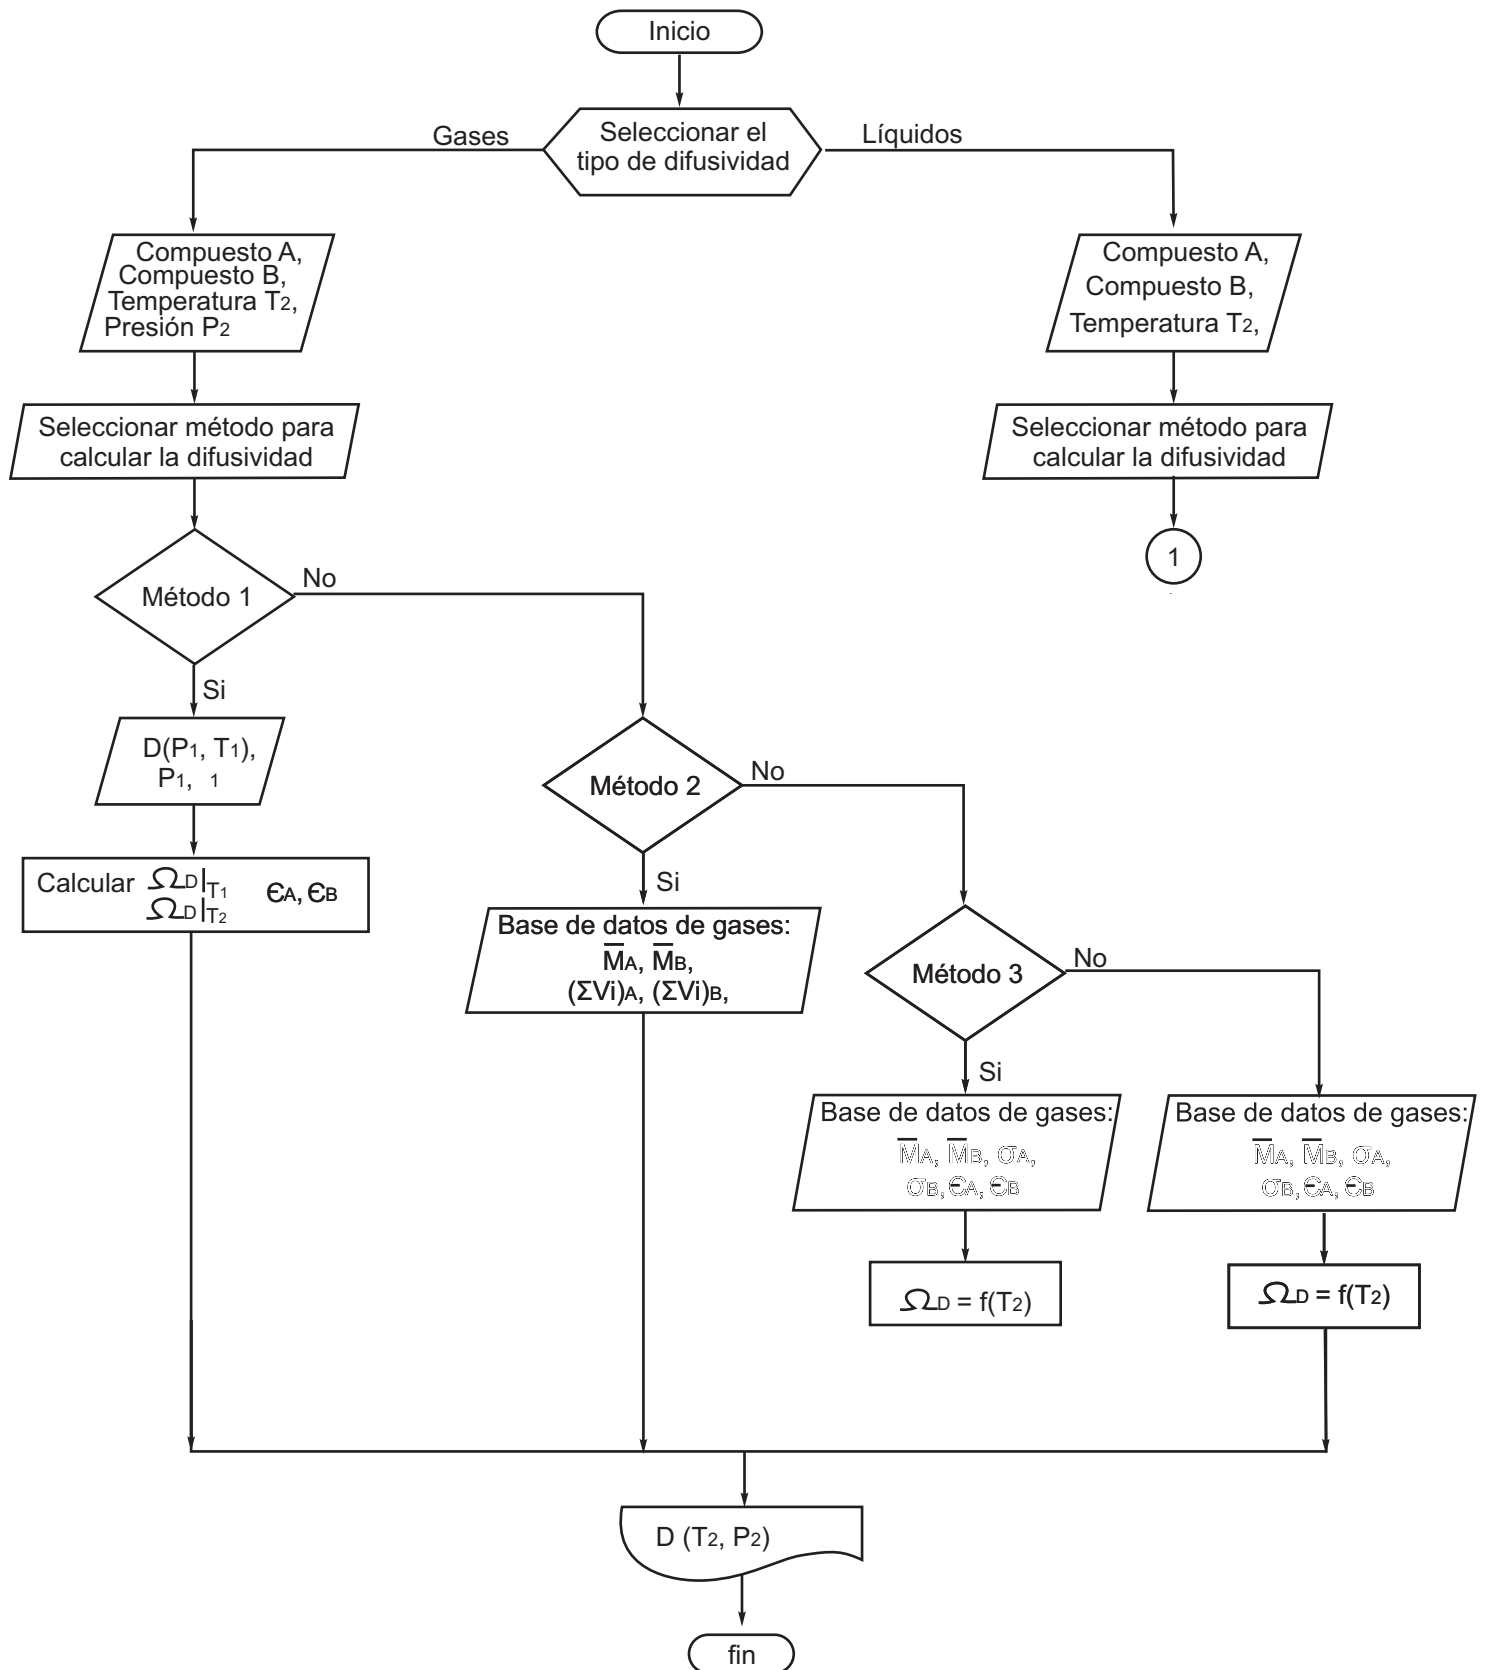 Inicio
Seleccionar el
tipo de difusividad
Gases
Líquidos
Compuesto A,
Compuesto B,
Temperatura T2,
Presión P2
Compuesto A,
Compuesto B,
Temperatura T2,
Seleccionar método para
calcular la difusividad
Seleccionar método para
calcular la difusividad
1
Método 1
No
Si
D(P1, T1),
P1, 1
Calcular ΩD|T1 ЄA, ЄB
ΩD|T2
Método 2
No
Si
Base de datos de gases:
M̅A, M̅B,
(ΣVi)A, (ΣVi)B,
Método 3
No
Si
Base de datos de gases:
M̅A, M̅B, σA,
σB, ЄA, ЄB
ΩD = f(T2)
Base de datos de gases:
M̅A, M̅B, σA,
σB, ЄA, ЄB
ΩD = f(T2)
D (T2, P2)
fin